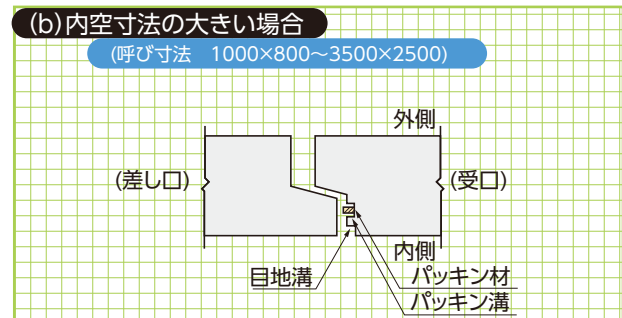 (b)内空寸法の大きい場合
(呼び寸法　1000×800〜3500×2500)
外側
(差し口)
(受口)
内側
目地溝
パッキン材
パッキン溝